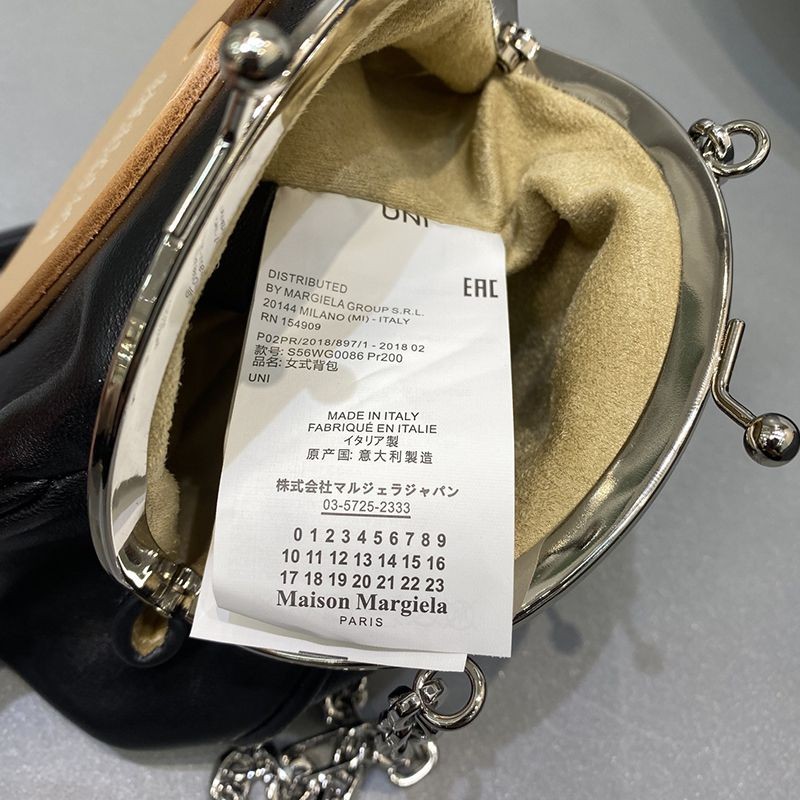 UNI
DISTRIBUTED
BY MARGIELA GROUP S.R.L.
20144 MILANO (MI) - ITALY
RN 154909
EAC
P02PR/2018/897/1 - 2018 02
款号: S56WG0086 Pr200
品名: 女式背包
UNI
MADE IN ITALY
FABRIQUÉ EN ITALIE
イタリア製
原产国: 意大利製造
株式会社マルジェラジャパン
03-5725-2333
0 1 2 3 4 5 6 7 8 9
10 11 12 13 14 15 16
17 18 19 20 21 22 23
Maison Margiela
PARIS